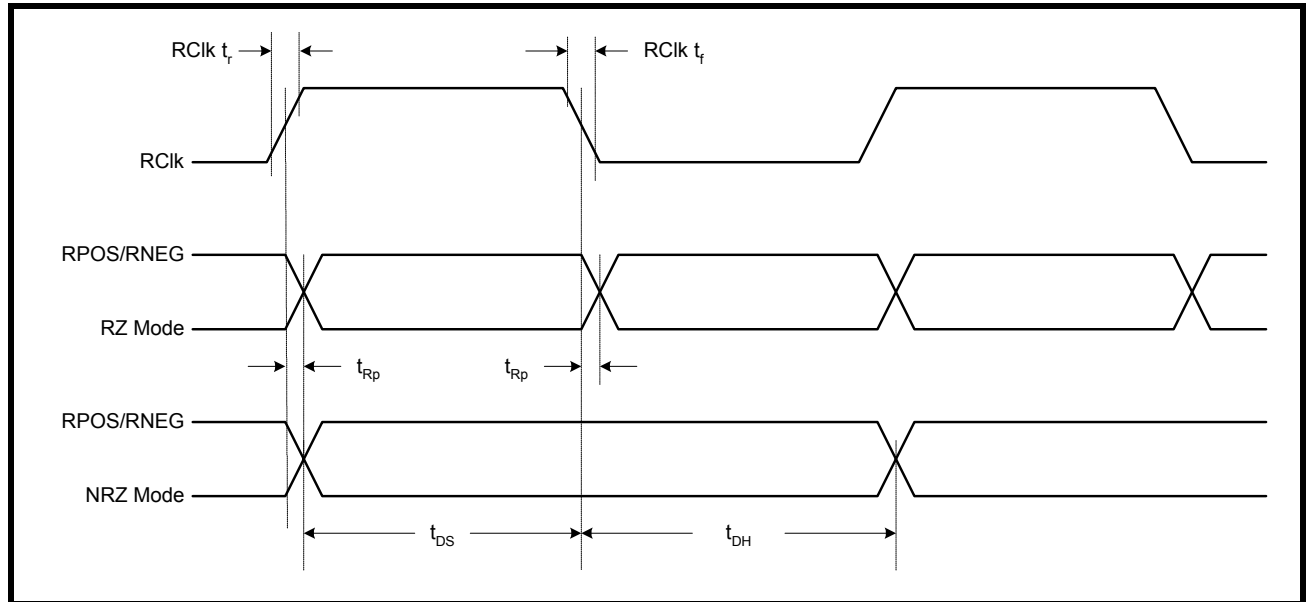 RClk tr
RClk tf
RClk
RPOS/RNEG
RZ Mode
tRp
tRp
RPOS/RNEG
NRZ Mode
tDS
tDH